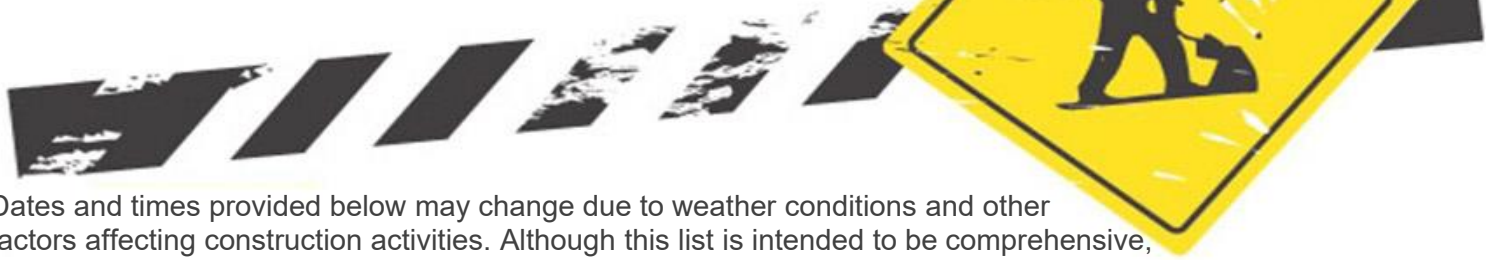 Dates and times provided below may change due to weather conditions and other
actors affecting construction activities. Although this list is intended to be comprehensive,